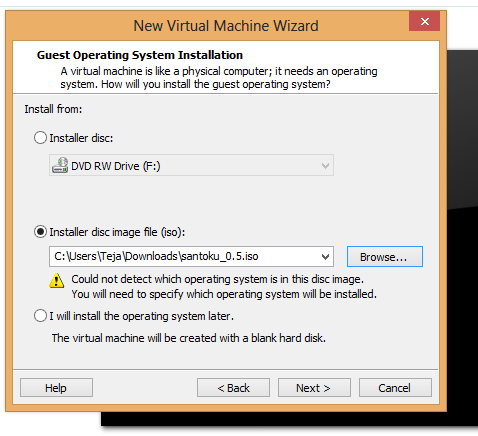 New Virtual Machine Wizard
Guest Operating System Installation
A virtual machine is like a physical computer; it needs an operating
system. How will you install the guest operating system?
Install from:
Installer disc:
DVD RW Drive (F:)
Installer disc image file (iso):
C:\Users\Teja\Downloads\santoku_0.5.iso
Browse...
Could not detect which operating system is in this disc image.
You will need to specify which operating system will be installed.
I will install the operating system later.
The virtual machine will be created with a blank hard disk.
Help < Back Next > Cancel